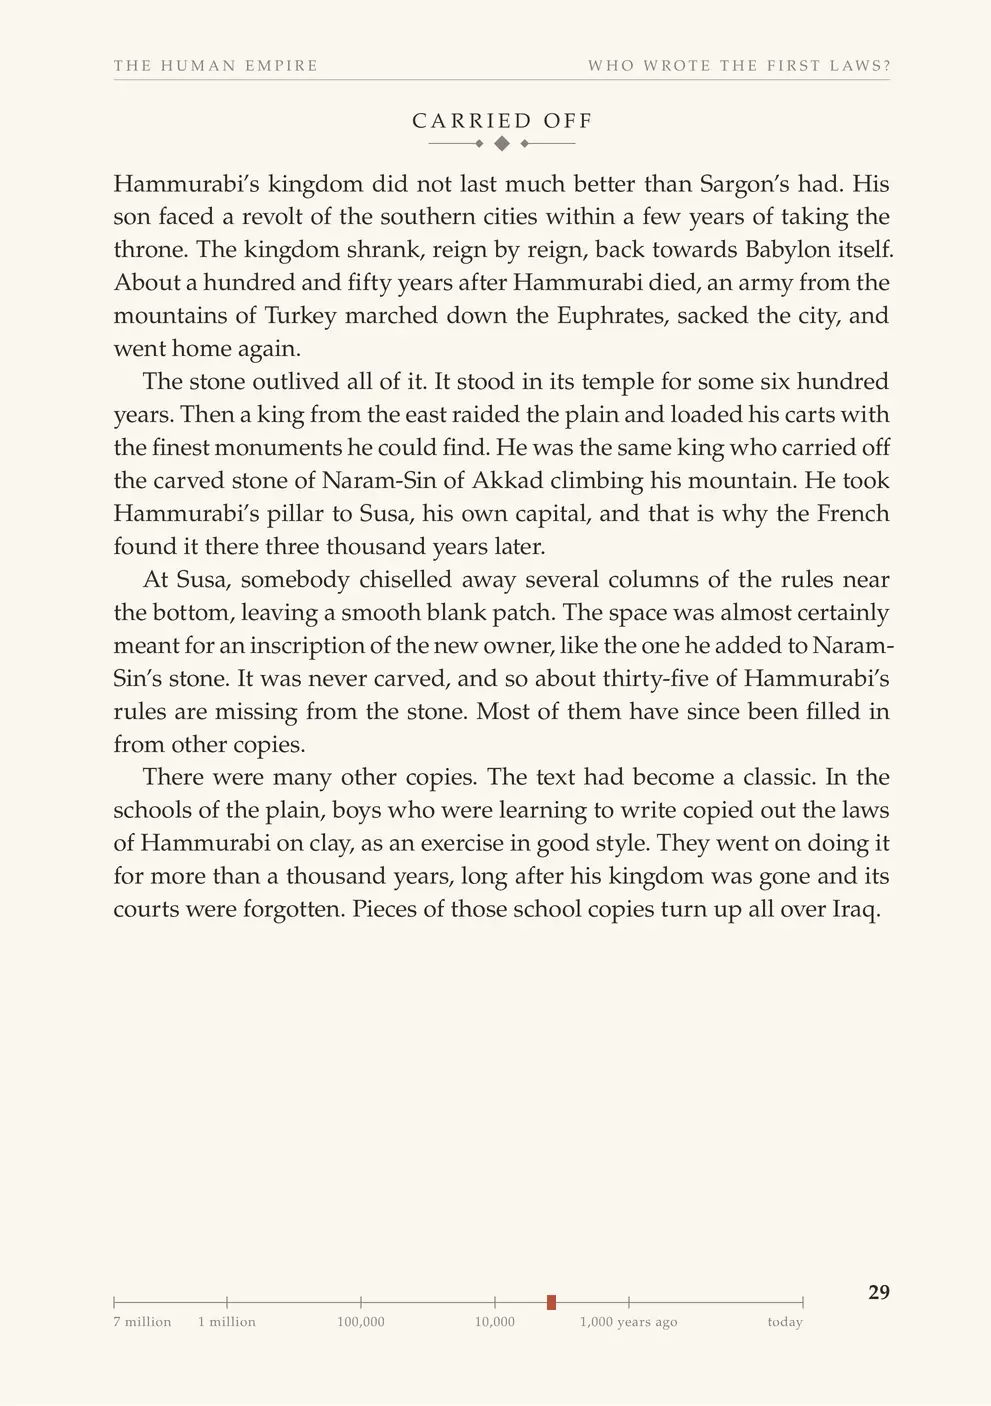 THE HUMAN EMPIRE
WHO WROTE THE FIRST LAWS?
CARRIED OFF
Hammurabi’s kingdom did not last much better than Sargon’s had. His
son faced a revolt of the southern cities within a few years of taking the
throne. The kingdom shrank, reign by reign, back towards Babylon itself.
About a hundred and fifty years after Hammurabi died, an army from the
mountains of Turkey marched down the Euphrates, sacked the city, and
went home again.
The stone outlived all of it. It stood in its temple for some six hundred
years. Then a king from the east raided the plain and loaded his carts with
the finest monuments he could find. He was the same king who carried off
the carved stone of Naram-Sin of Akkad climbing his mountain. He took
Hammurabi’s pillar to Susa, his own capital, and that is why the French
found it there three thousand years later.
At Susa, somebody chiselled away several columns of the rules near
the bottom, leaving a smooth blank patch. The space was almost certainly
meant for an inscription of the new owner, like the one he added to Naram-
Sin’s stone. It was never carved, and so about thirty-five of Hammurabi’s
rules are missing from the stone. Most of them have since been filled in
from other copies.
There were many other copies. The text had become a classic. In the
schools of the plain, boys who were learning to write copied out the laws
of Hammurabi on clay, as an exercise in good style. They went on doing it
for more than a thousand years, long after his kingdom was gone and its
courts were forgotten. Pieces of those school copies turn up all over Iraq.
29
7 million 1 million 100,000 10,000 1,000 years ago today